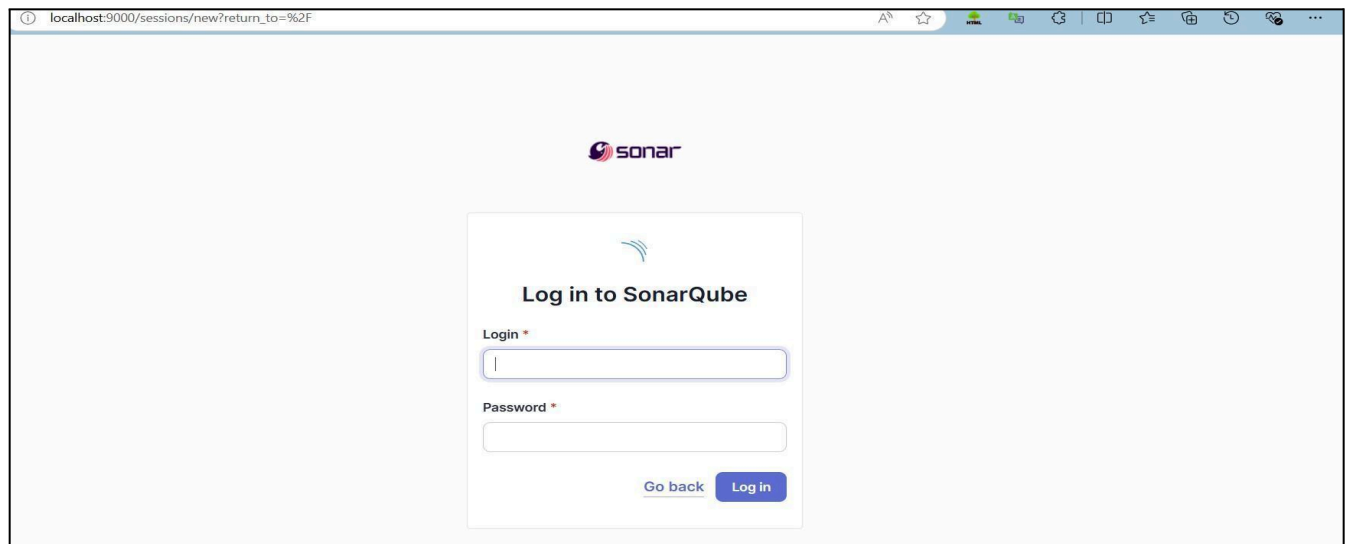 localhost:9000/sessions/new?return_to=%2F
sonar
Log in to SonarQube
Login *
Password *
Go back Log in